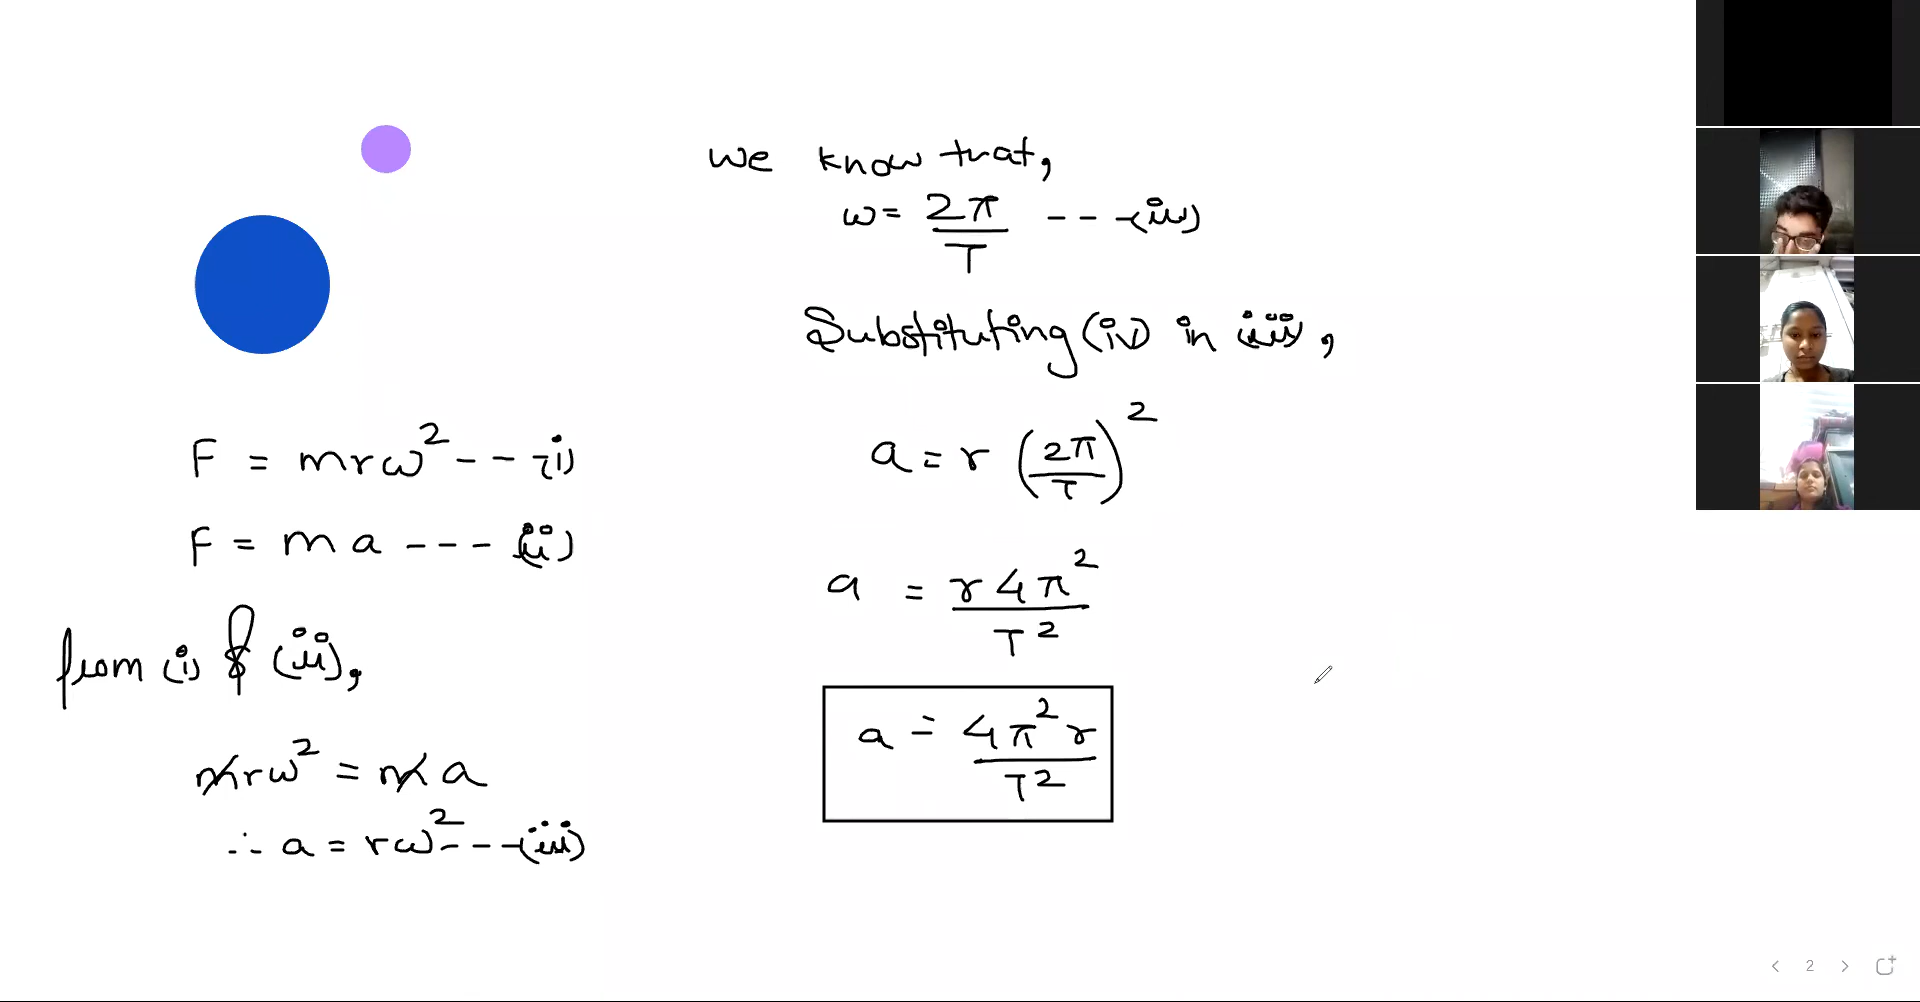 F = mrω² -- (i)
F = ma --- (ii)
from (i) & (ii),
mrω² = ma
∴ a = rω² --- (iii)
we know that,
ω = 2π/T --- (iv)
Substituting (iv) in (iii),
a = r (2π/T)²
a = r4π²/T²
a = 4π²r/T²
< 2 >